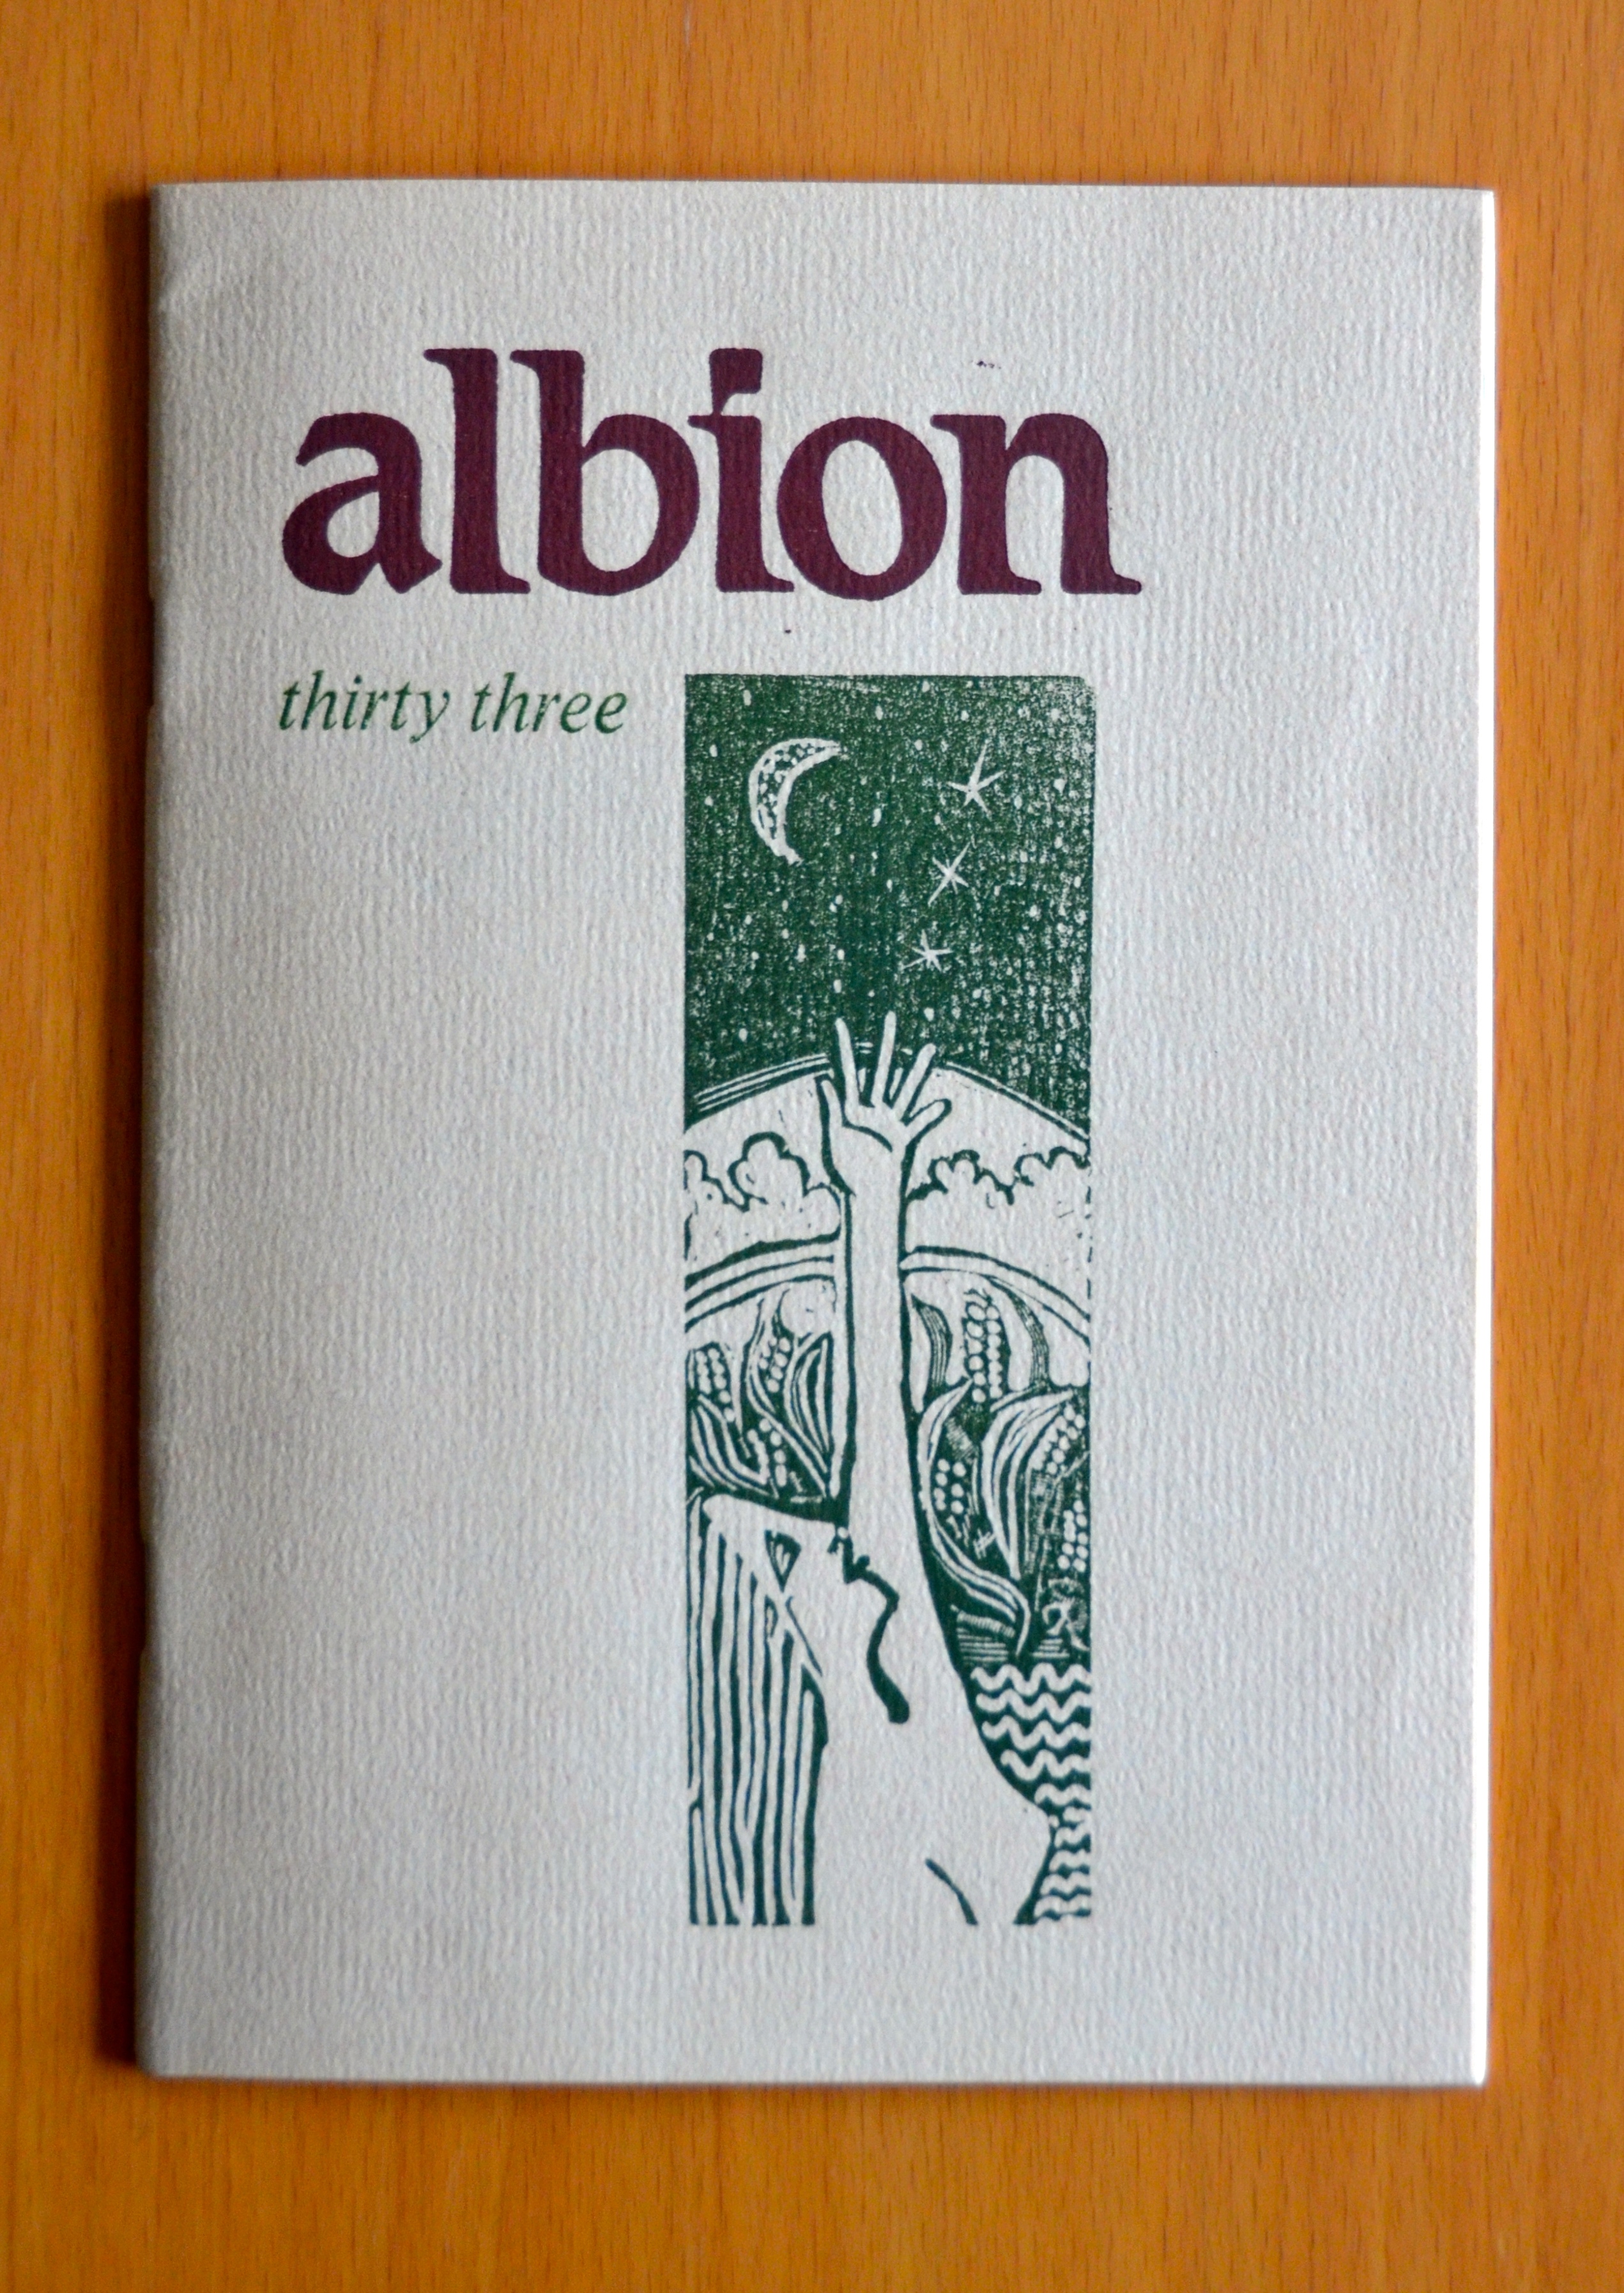 albion
thirty three